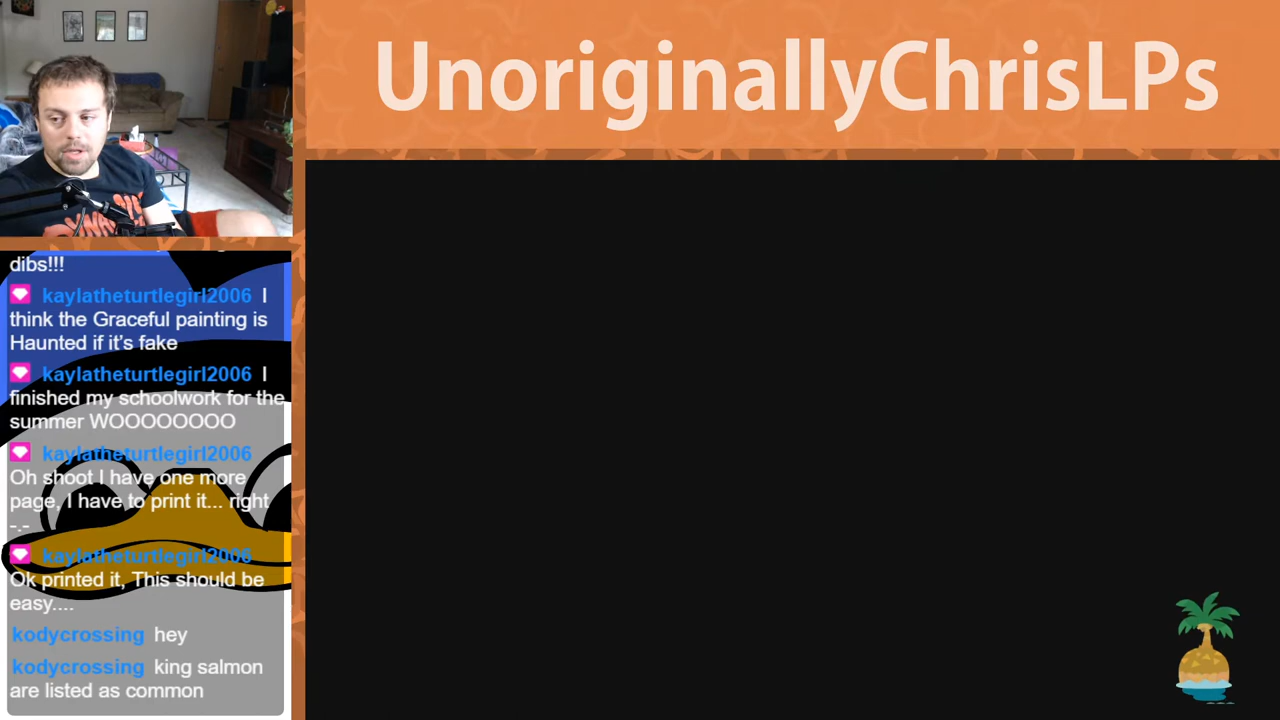 UnoriginallyChrisLPs
dibs!!!
kaylatheturtlegirl2006 I
think the Graceful painting is
Haunted if it's fake
kaylatheturtlegirl2006 I
finished my schoolwork for the
summer WOOOOOOOO
kaylatheturtlegirl2006
Oh shoot I have one more
page, I have to print it... right
-.-
kaylatheturtlegirl2006
Ok printed it, This should be
easy....
kodycrossing hey
kodycrossing king salmon
are listed as common